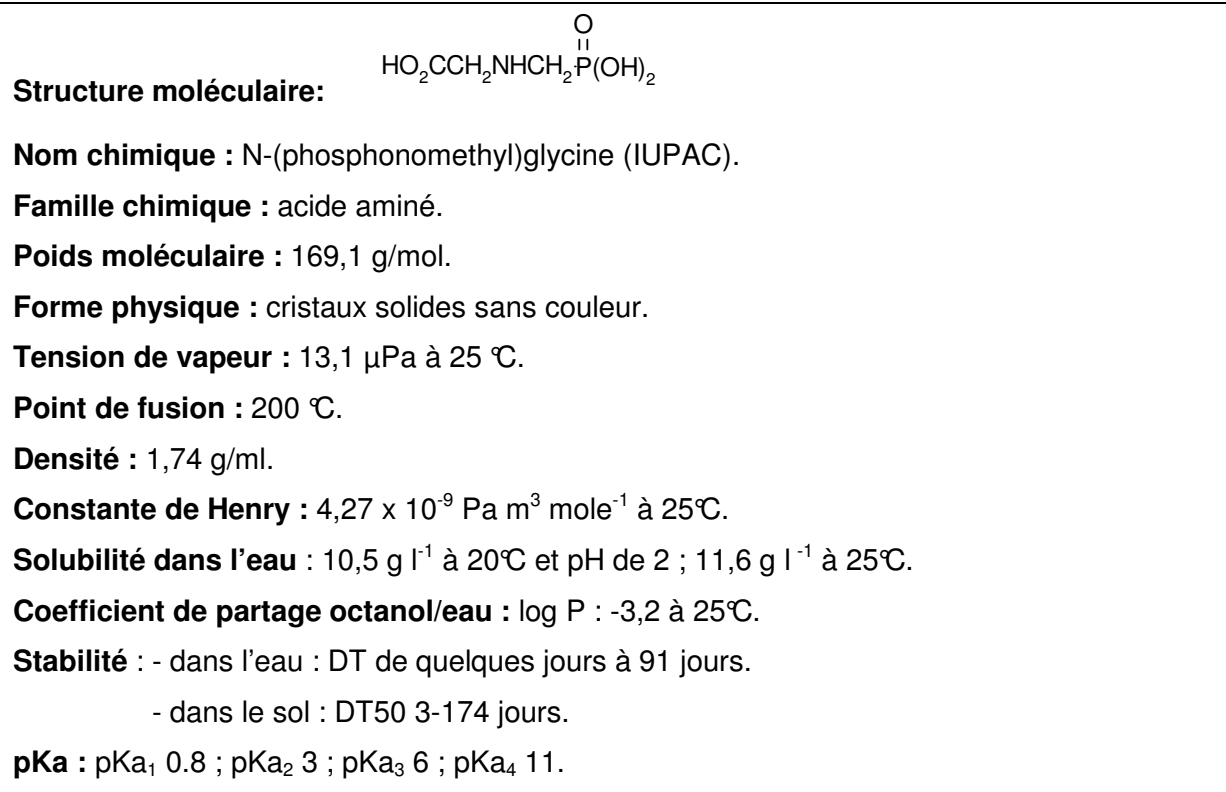 O
HO₂CCH₂NHCH₂P(OH)₂
Structure moléculaire:
Nom chimique : N-(phosphonomethyl)glycine (IUPAC).
Famille chimique : acide aminé.
Poids moléculaire : 169,1 g/mol.
Forme physique : cristaux solides sans couleur.
Tension de vapeur : 13,1 µPa à 25 °C.
Point de fusion : 200 °C.
Densité : 1,74 g/ml.
Constante de Henry : 4,27 x 10⁻⁹ Pa m³ mole⁻¹ à 25°C.
Solubilité dans l'eau : 10,5 g l⁻¹ à 20°C et pH de 2 ; 11,6 g l ⁻¹ à 25°C.
Coefficient de partage octanol/eau : log P : -3,2 à 25°C.
Stabilité : - dans l'eau : DT de quelques jours à 91 jours.
- dans le sol : DT50 3-174 jours.
pKa : pKa₁ 0.8 ; pKa₂ 3 ; pKa₃ 6 ; pKa₄ 11.